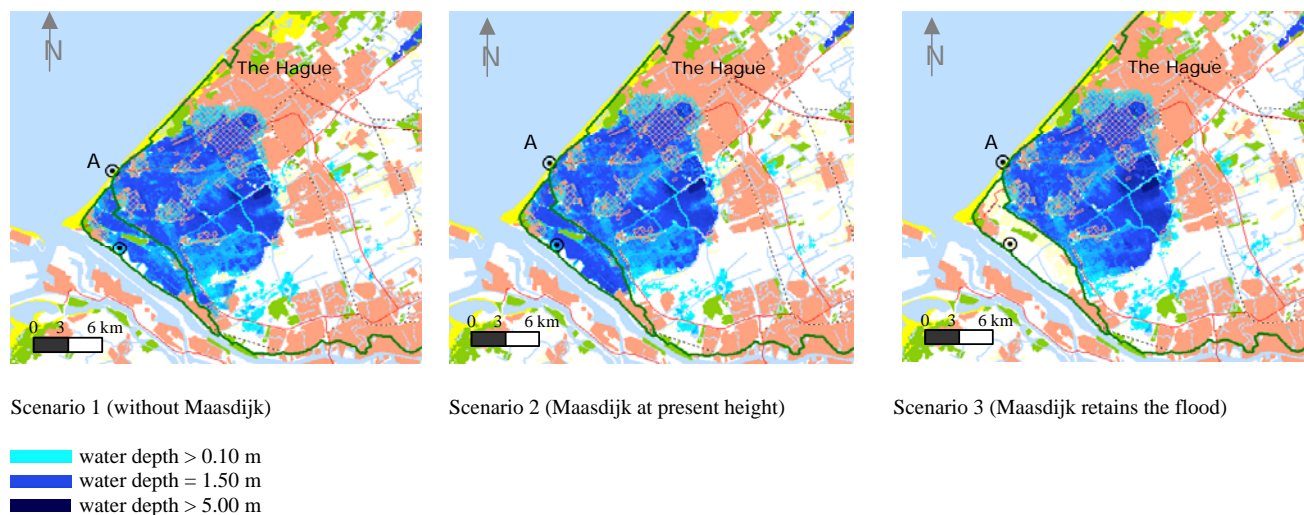 N
The Hague
A
0 3 6 km
N
The Hague
A
0 3 6 km
N
The Hague
A
0 3 6 km
Scenario 1 (without Maasdijk)
Scenario 2 (Maasdijk at present height)
Scenario 3 (Maasdijk retains the flood)
water depth > 0.10 m
water depth = 1.50 m
water depth > 5.00 m